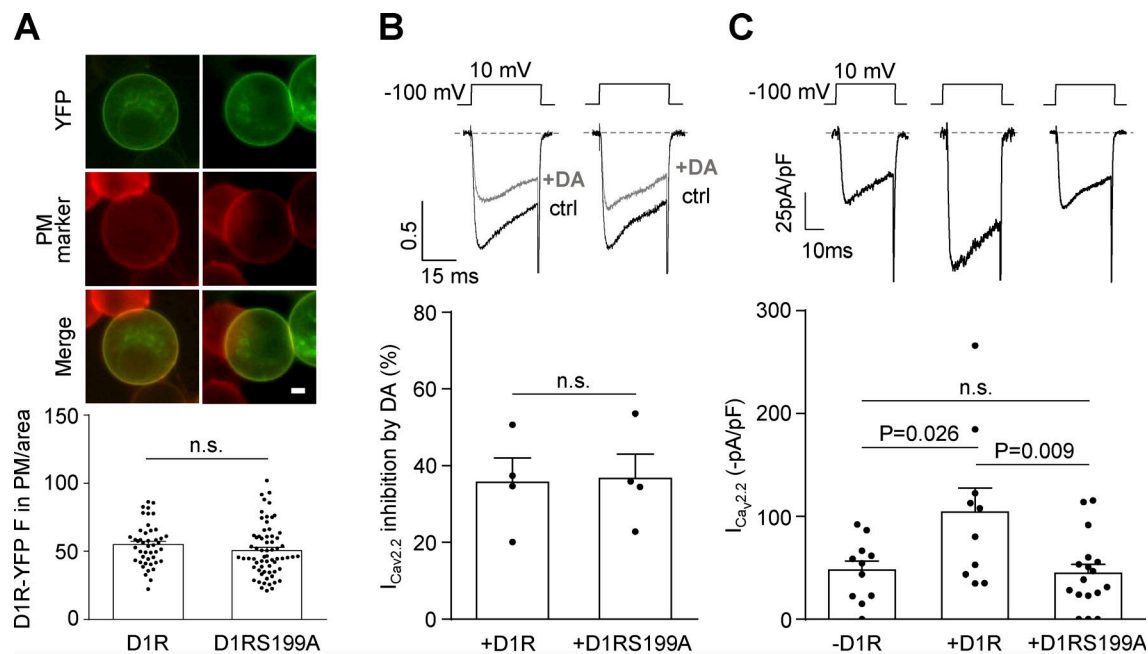 A
YFP
PM
marker
Merge
D1R-YFP F in PM/area
150
100
50
0
n.s.
D1R
D1RS199A
B
10 mV
-100 mV
+DA
ctrl
+DA
ctrl
0.5
15 ms
I Cav2.2 inhibition by DA (%)
80
60
40
20
0
n.s.
+D1R
+D1RS199A
C
10 mV
-100 mV
25pA/pF
10ms
I CaV2.2 (-pA/pF)
300
200
100
0
n.s.
P=0.026
P=0.009
-D1R
+D1R
+D1RS199A